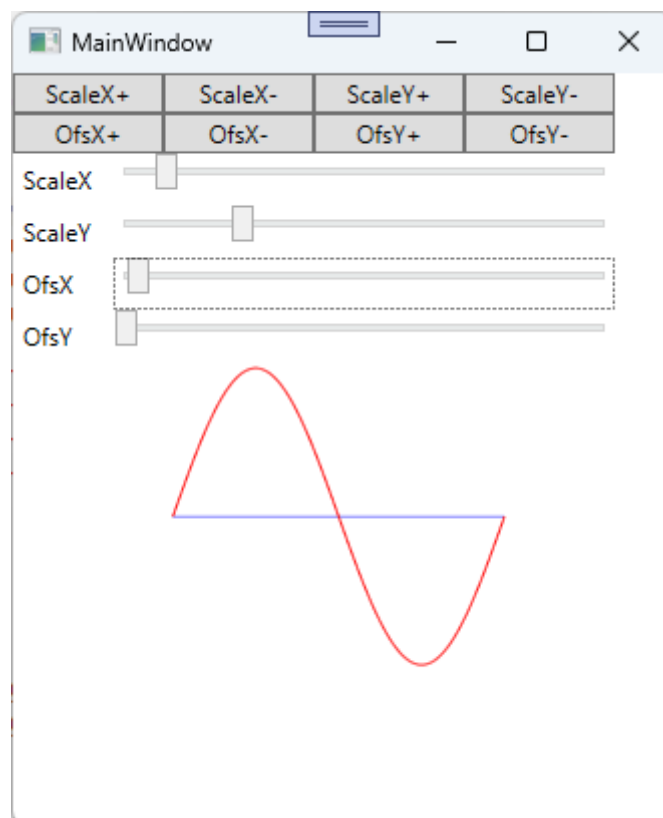 MainWindow
ScaleX+ ScaleX- ScaleY+ ScaleY-
OfsX+ OfsX- OfsY+ OfsY-
ScaleX
ScaleY
OfsX
OfsY